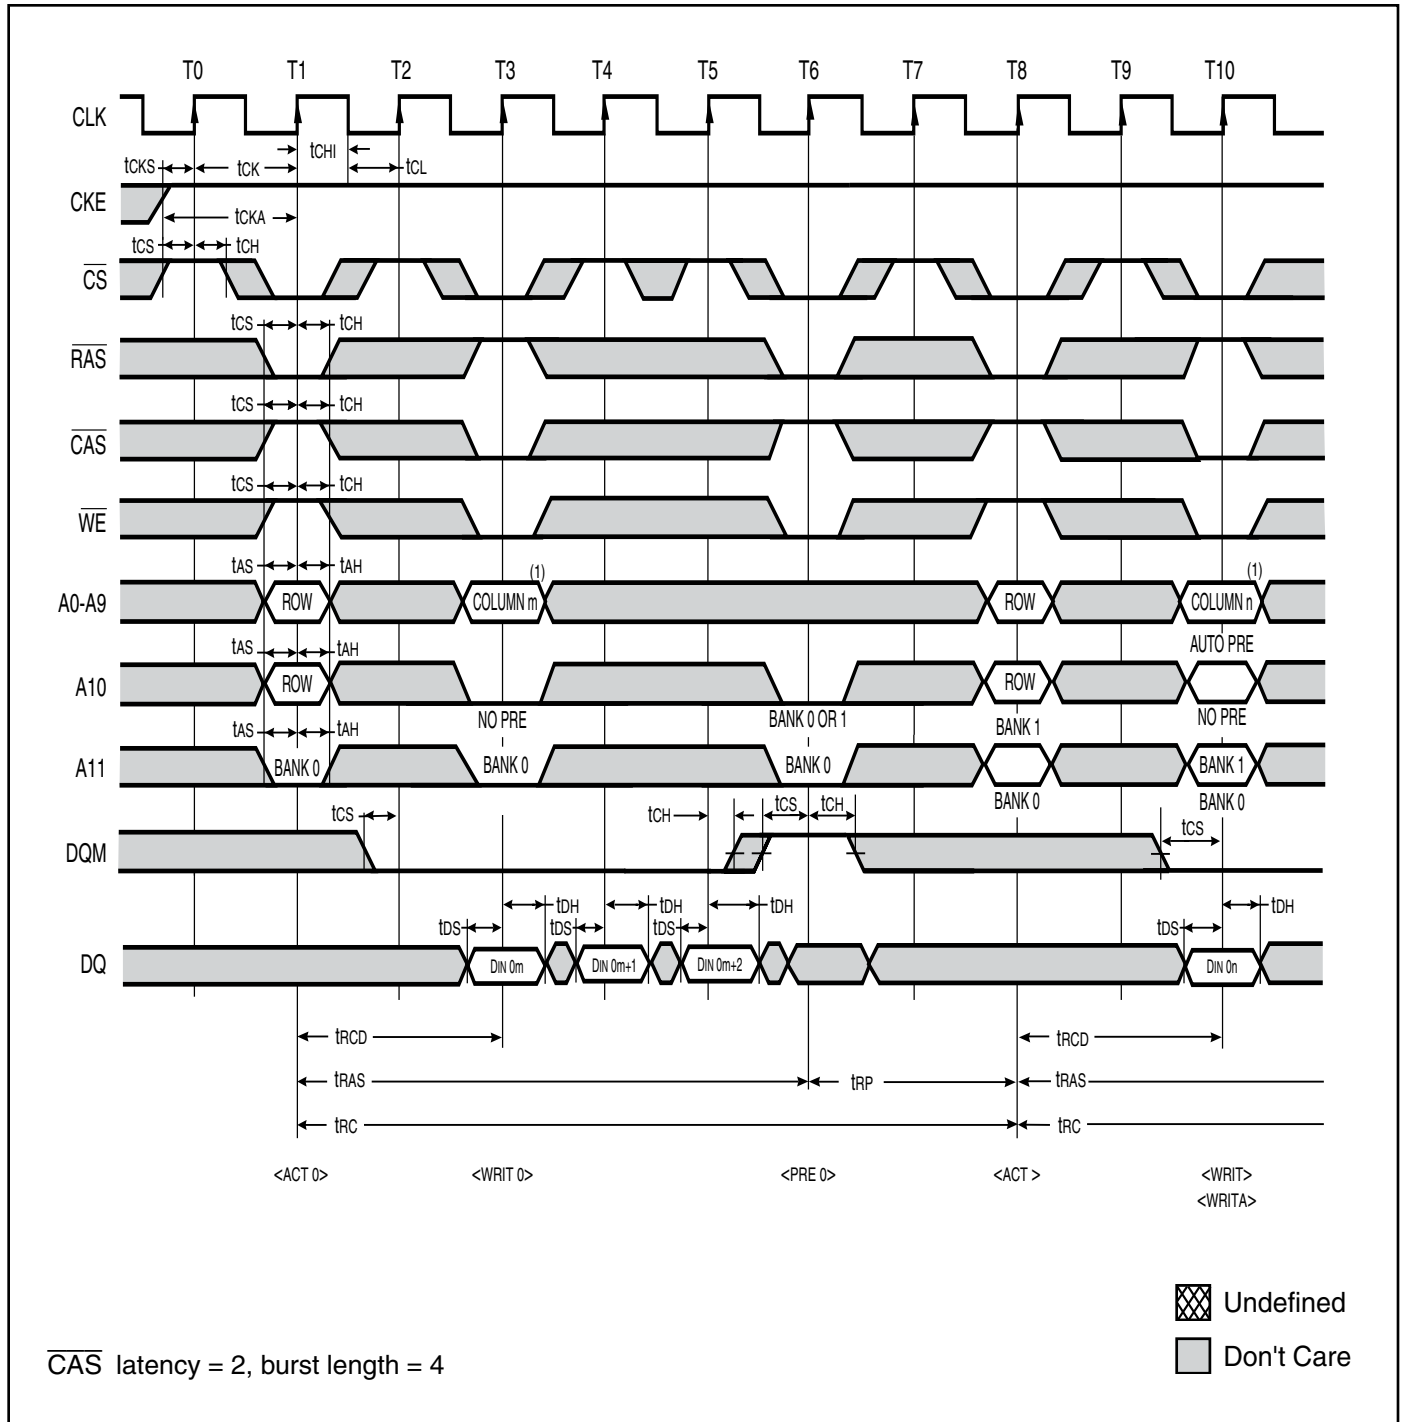 T0 T1 T2 T3 T4 T5 T6 T7 T8 T9 T10
CLK
tCHI
tCKS tCK tCL
CKE
tCKA
tCS tCH
CS
tCS tCH
RAS
tCS tCH
CAS
tCS tCH
WE
tAS tAH (1) (1)
A0-A9 ROW COLUMN m ROW COLUMN n
tAS tAH AUTO PRE
A10 ROW ROW
NO PRE BANK 0 OR 1 BANK 1 NO PRE
tAS tAH
A11 BANK 0 BANK 0 BANK 0 BANK 1
BANK 0 BANK 0
tCS tCH tCS tCH tCS
DQM
tDH tDH tDH tDH
tDS tDS tDS tDS
DQ DIN 0m DIN 0m+1 DIN 0m+2 DIN 0n
tRCD tRCD
tRAS tRP tRAS
tRC tRC
<ACT 0> <WRIT 0> <PRE 0> <ACT > <WRIT>
<WRITA>
Undefined
Don't Care
CAS latency = 2, burst length = 4